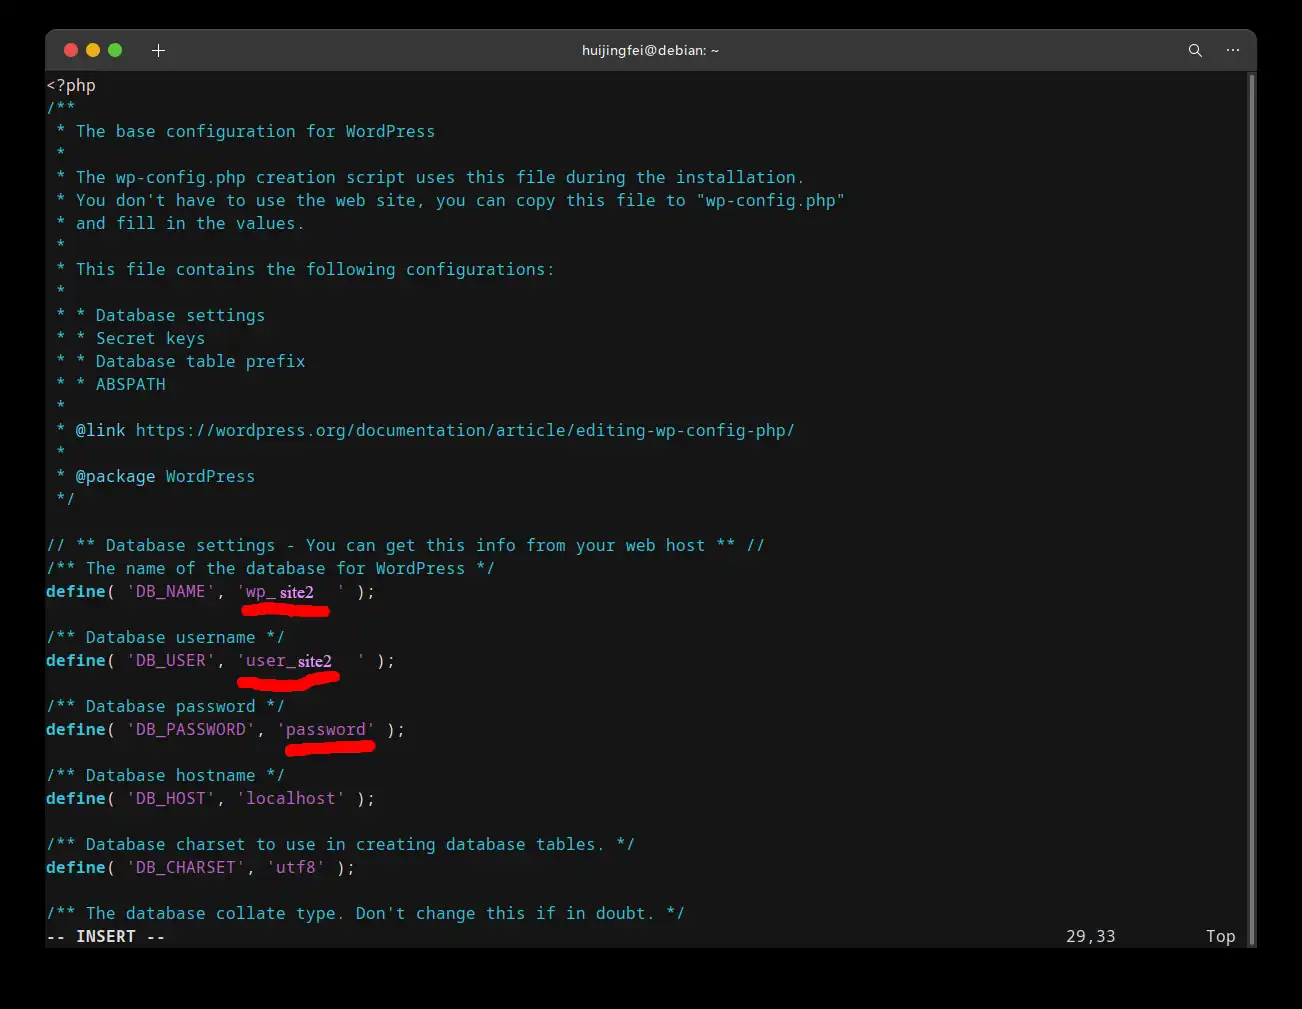 huijingfei@debian: ~
<?php
/**
 * The base configuration for WordPress
 *
 * The wp-config.php creation script uses this file during the installation.
 * You don't have to use the web site, you can copy this file to "wp-config.php"
 * and fill in the values.
 *
 * This file contains the following configurations:
 *
 * * Database settings
 * * Secret keys
 * * Database table prefix
 * * ABSPATH
 *
 * @link https://wordpress.org/documentation/article/editing-wp-config-php/
 *
 * @package WordPress
 */

// ** Database settings - You can get this info from your web host ** //
/** The name of the database for WordPress */
define( 'DB_NAME', 'wp_site2 ' );

/** Database username */
define( 'DB_USER', 'user_site2 ' );

/** Database password */
define( 'DB_PASSWORD', 'password' );

/** Database hostname */
define( 'DB_HOST', 'localhost' );

/** Database charset to use in creating database tables. */
define( 'DB_CHARSET', 'utf8' );

/** The database collate type. Don't change this if in doubt. */
-- INSERT -- 29,33 Top